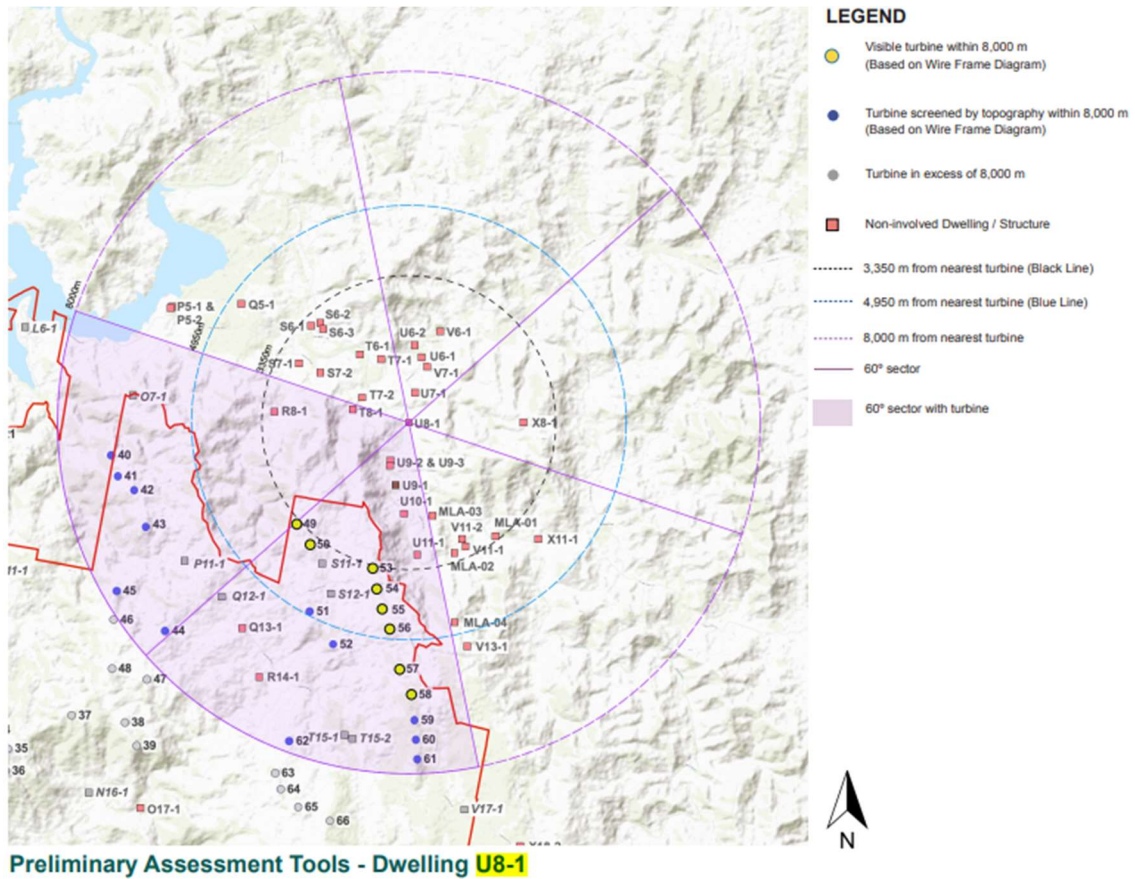 LEGEND
Visible turbine within 8,000 m
(Based on Wire Frame Diagram)
Turbine screened by topography within 8,000 m
(Based on Wire Frame Diagram)
Turbine in excess of 8,000 m
Non-involved Dwelling / Structure
3,350 m from nearest turbine (Black Line)
4,950 m from nearest turbine (Blue Line)
8,000 m from nearest turbine
60º sector
60º sector with turbine
N
8000m
4950m
3350m
P5-1 &
P5-2
Q5-1
L6-1
S6-2
S6-1
S6-3
U6-2
V6-1
T6-1
U6-1
S7-1
T7-1
V7-1
S7-2
O7-1
T7-2
U7-1
R8-1
T8-1
U8-1
X8-1
40
U9-2 & U9-3
41
U9-1
42
U10-1
MLA-03
43
49
V11-2
MLA-01
X11-1
50
U11-1
V11-1
P11-1
S11-1
53
MLA-02
45
54
Q12-1
S12-1
46
51
55
44
Q13-1
56
MLA-04
52
V13-1
48
57
47
R14-1
58
37
38
59
62
T15-1
T15-2
60
39
35
61
36
63
64
N16-1
65
O17-1
V17-1
66
Preliminary Assessment Tools - Dwelling U8-1